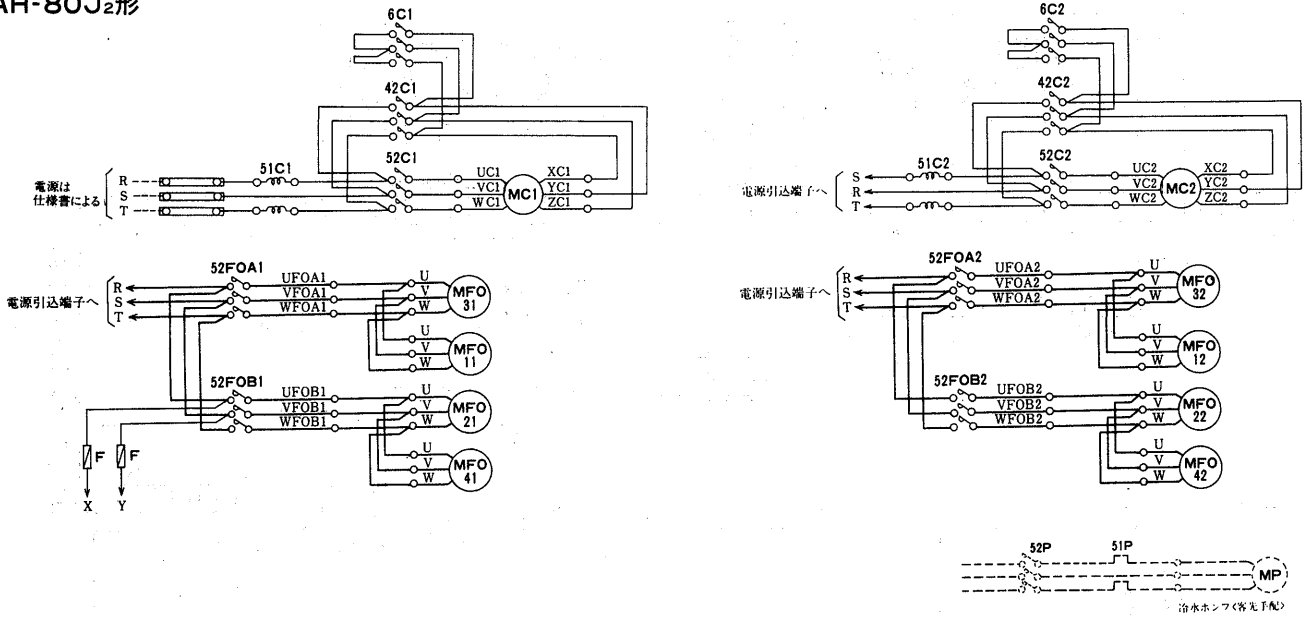 AH-80J₂形
6C1
42C1
51C1
52C1
電源は
仕様書による
R
S
T
UC1
VC1
WC1
MC1
XC1
YC1
ZC1
6C2
42C2
51C2
52C2
電源引込端子へ
S
R
T
UC2
VC2
WC2
MC2
XC2
YC2
ZC2
電源引込端子へ
R
S
T
52FOA1
UFOA1
VFOA1
WFOA1
U
V
W
MFO
31
U
V
W
MFO
11
52FOB1
UFOB1
VFOB1
WFOB1
U
V
W
MFO
21
U
V
W
MFO
41
F
F
X
Y
電源引込端子へ
R
S
T
52FOA2
UFOA2
VFOA2
WFOA2
U
V
W
MFO
32
U
V
W
MFO
12
52FOB2
UFOB2
VFOB2
WFOB2
U
V
W
MFO
22
U
V
W
MFO
42
52P
51P
MP
冷水ポンプ〈客先手配〉